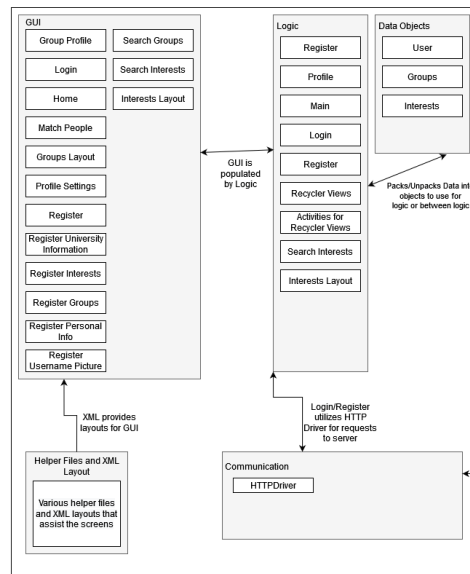 GUI
Group Profile
Search Groups
Login
Search Interests
Home
Interests Layout
Match People
Groups Layout
Profile Settings
Register
Register University
Information
Register Interests
Register Groups
Register Personal
Info
Register
Username Picture
GUI is
populated
by Logic
Logic
Register
Profile
Main
Login
Register
Recycler Views
Activities for
Recycler Views
Search Interests
Interests Layout
Data Objects
User
Groups
Interests
Packs/Unpacks Data int
objects to use for
logic or between logic
XML provides
layouts for GUI
Login/Register
utilizes HTTP
Driver for requests
to server
Helper Files and XML
Layout
Various helper files
and XML layouts that
assist the screens
Communication
HTTPDriver